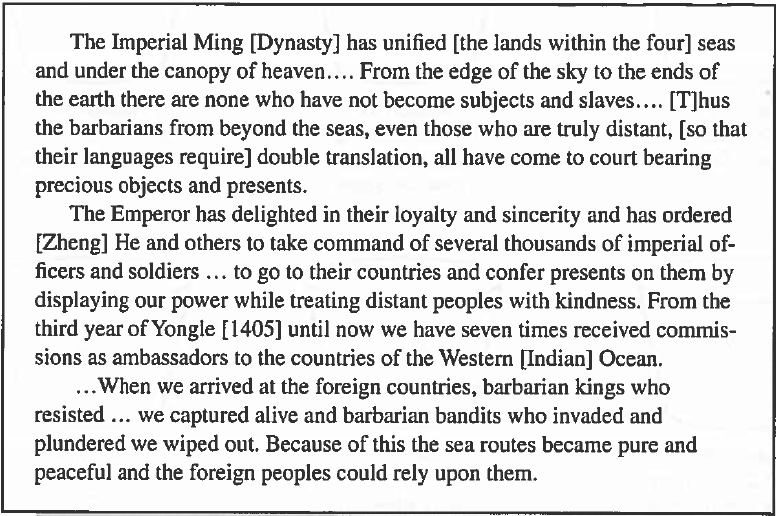 The Imperial Ming [Dynasty] has unified [the lands within the four] seas
and under the canopy of heaven.... From the edge of the sky to the ends of
the earth there are none who have not become subjects and slaves.... [T]hus
the barbarians from beyond the seas, even those who are truly distant, [so that
their languages require] double translation, all have come to court bearing
precious objects and presents.
The Emperor has delighted in their loyalty and sincerity and has ordered
[Zheng] He and others to take command of several thousands of imperial of-
ficers and soldiers ... to go to their countries and confer presents on them by
displaying our power while treating distant peoples with kindness. From the
third year of Yongle [1405] until now we have seven times received commis-
sions as ambassadors to the countries of the Western [Indian] Ocean.
...When we arrived at the foreign countries, barbarian kings who
resisted ... we captured alive and barbarian bandits who invaded and
plundered we wiped out. Because of this the sea routes became pure and
peaceful and the foreign peoples could rely upon them.